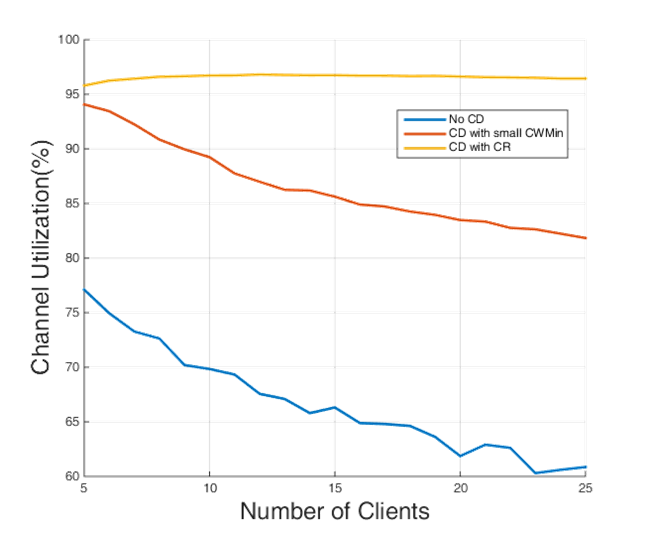 100
95
90
85
80
75
70
65
60
Channel Utilization(%)
No CD
CD with small CWMin
CD with CR
5
10
15
20
25
Number of Clients